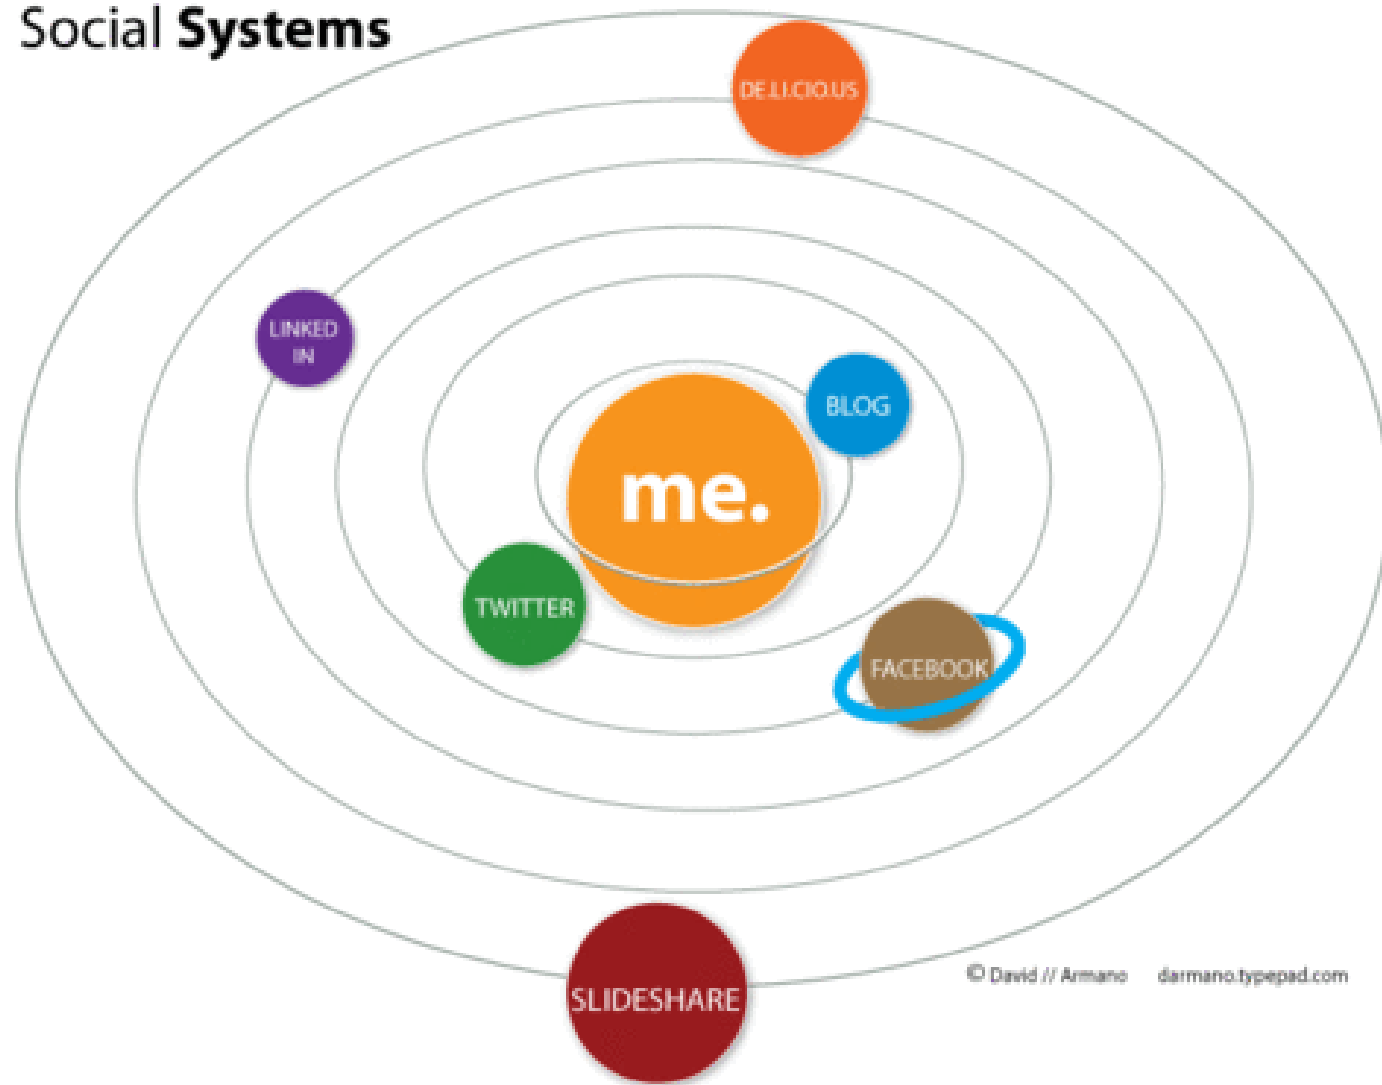 Social Systems
DE.LI.CIO.US
LINKED
IN
BLOG
me.
TWITTER
FACEBOOK
SLIDESHARE
© David // Armano darmano.typepad.com